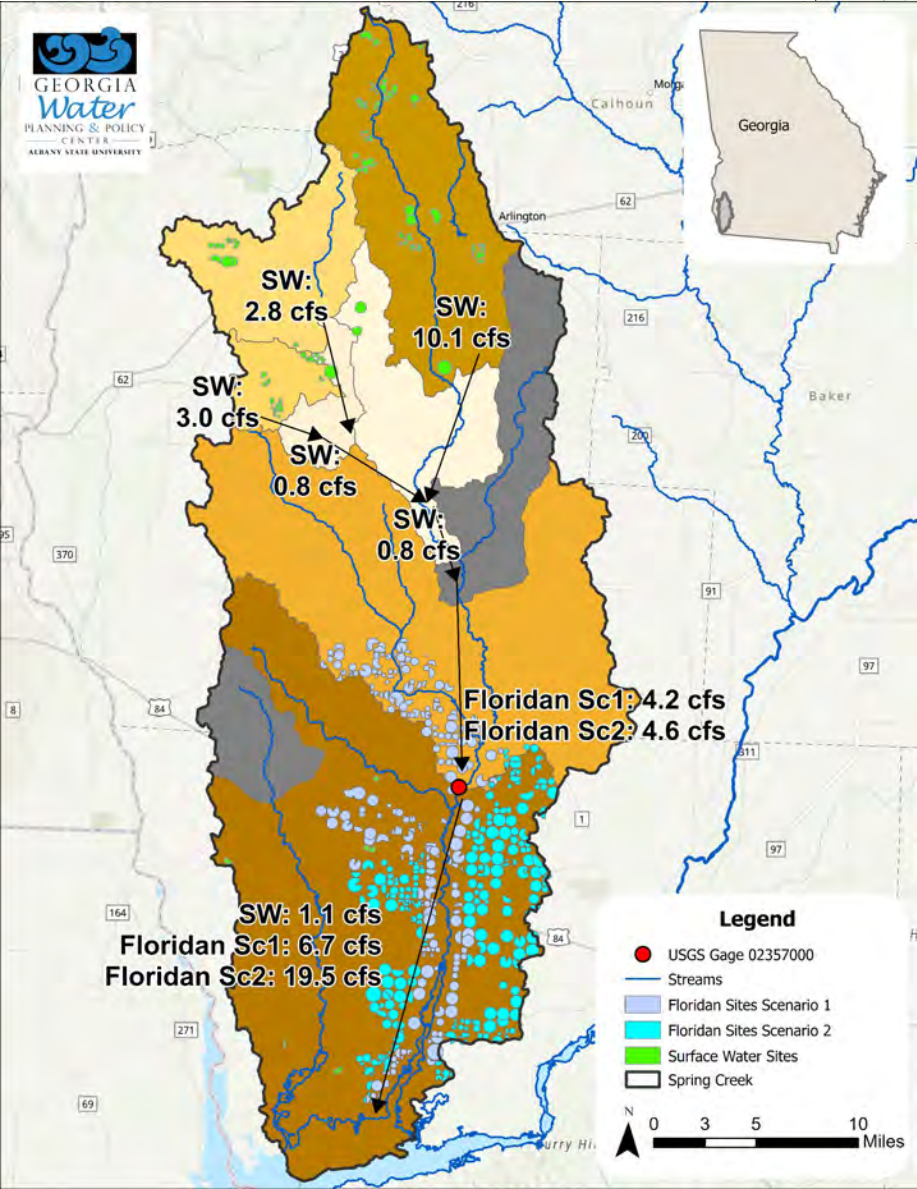 216
GEORGIA
Water
PLANNING & POLICY
CENTER
ALBANY STATE UNIVERSITY
Calhoun
Georgia
62
Arlington
SW:
2.8 cfs
SW:
10.1 cfs
216
62
SW:
3.0 cfs
Baker
200
SW:
0.8 cfs
SW:
0.8 cfs
370
91
97
8
84
Floridan Sc1: 4.2 cfs
Floridan Sc2: 4.6 cfs
1
97
164
SW: 1.1 cfs
Floridan Sc1: 6.7 cfs
Floridan Sc2: 19.5 cfs
84
271
69
Legend
USGS Gage 02357000
Streams
Floridan Sites Scenario 1
Floridan Sites Scenario 2
Surface Water Sites
Spring Creek
N
0 3 5 10
Miles